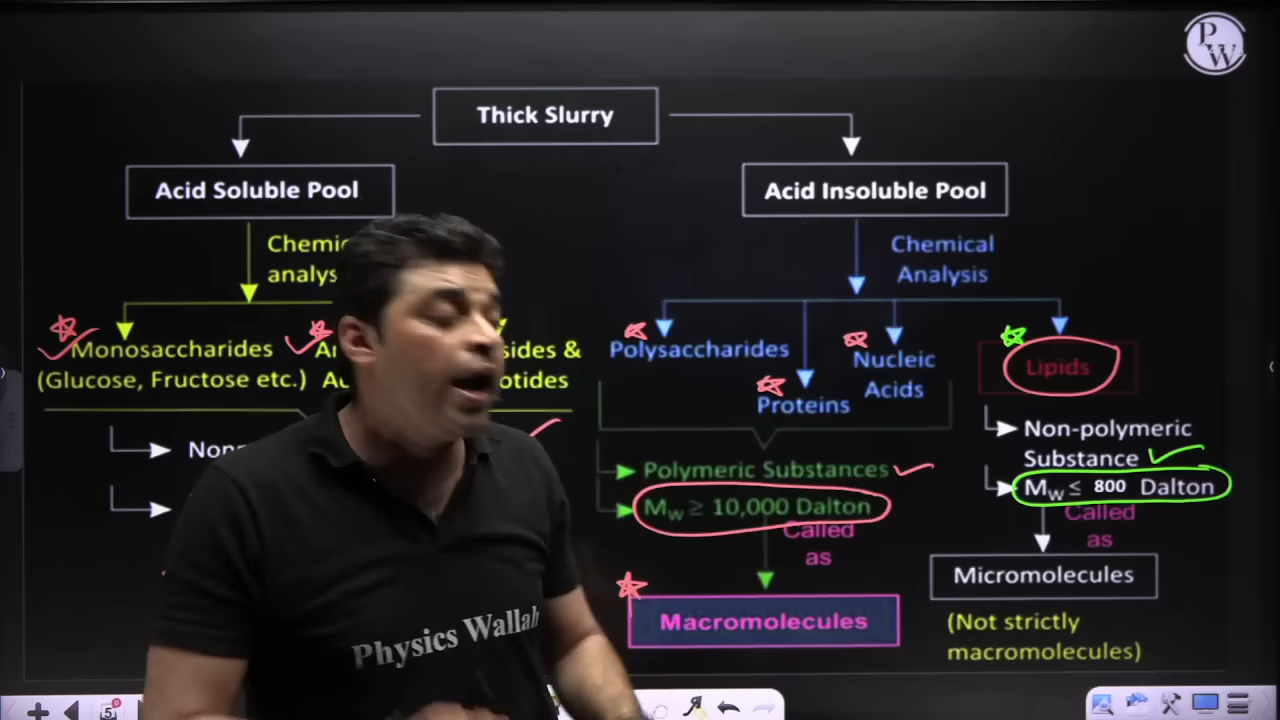 P
W
Thick Slurry
Acid Soluble Pool
Acid Insoluble Pool
Chemical
Analysis
Monosaccharides
(Glucose, Fructose etc.)
Polysaccharides
Proteins
Nucleic
Acids
Lipids
Polymeric Substances
Mw ≥ 10,000 Dalton
Called
as
Macromolecules
Non-polymeric
Substance
Mw ≤ 800 Dalton
Called
as
Micromolecules
(Not strictly
macromolecules)
Physics Wallah
5